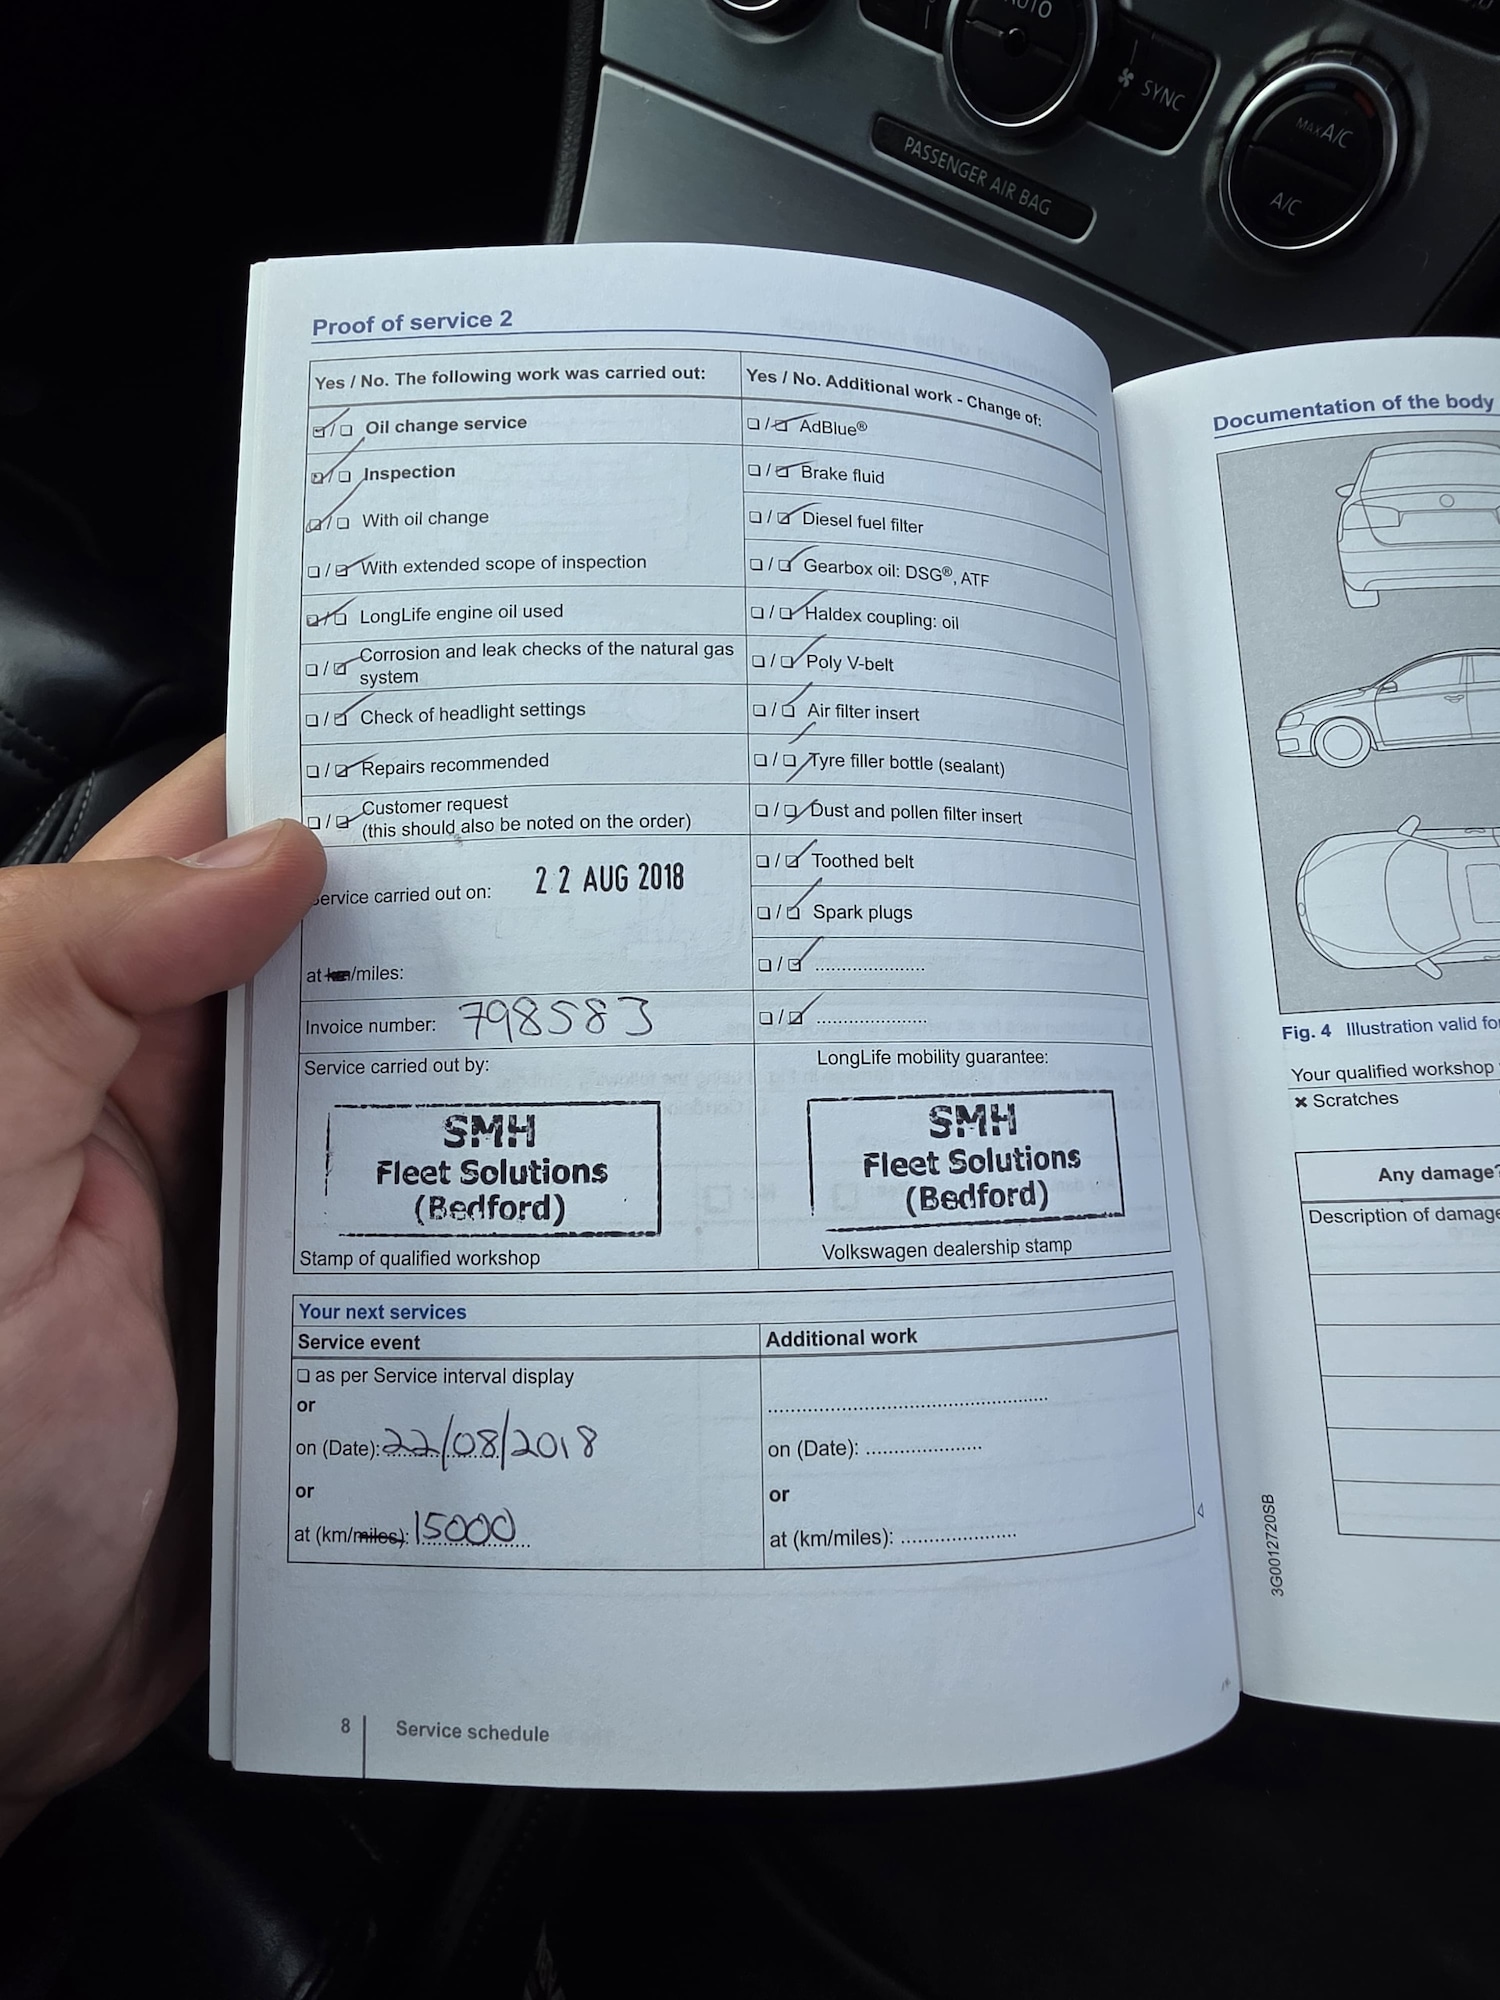 AUTO
SYNC
PASSENGER AIR BAG
MAX A/C
A/C
Proof of service 2
Yes / No. The following work was carried out:
Oil change service
Inspection
With oil change
With extended scope of inspection
LongLife engine oil used
Corrosion and leak checks of the natural gas
system
Check of headlight settings
Repairs recommended
Customer request
(this should also be noted on the order)
Service carried out on: 22 AUG 2018
at km/miles:
Invoice number: 798583
Service carried out by:
SMH
Fleet Solutions
(Bedford)
Stamp of qualified workshop
Yes / No. Additional work - Change of:
AdBlue®
Brake fluid
Diesel fuel filter
Gearbox oil: DSG®, ATF
Haldex coupling: oil
Poly V-belt
Air filter insert
Tyre filler bottle (sealant)
Dust and pollen filter insert
Toothed belt
Spark plugs
LongLife mobility guarantee:
SMH
Fleet Solutions
(Bedford)
Volkswagen dealership stamp
Your next services
Service event
as per Service interval display
or
on (Date): 22/08/2018
or
at (km/miles): 15000
Additional work
on (Date):
or
at (km/miles):
8 Service schedule
Documentation of the body
Fig. 4 Illustration valid fo
Your qualified workshop
× Scratches
Any damage?
Description of damage
3G0012720SB